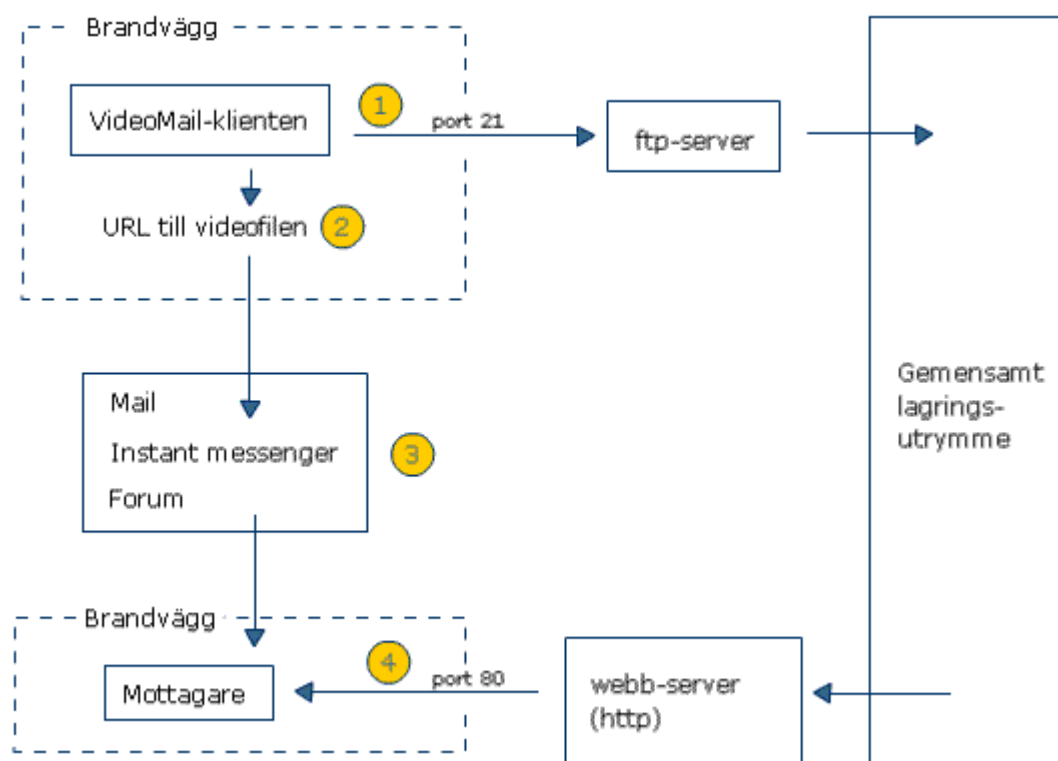 Brandvägg
VideoMail-klienten
1
port 21
ftp-server
URL till videofilen
2
Gemensamt
lagrings-
utrymme
Mail
Instant messenger
Forum
3
Brandvägg
Mottagare
4
port 80
webb-server
(http)